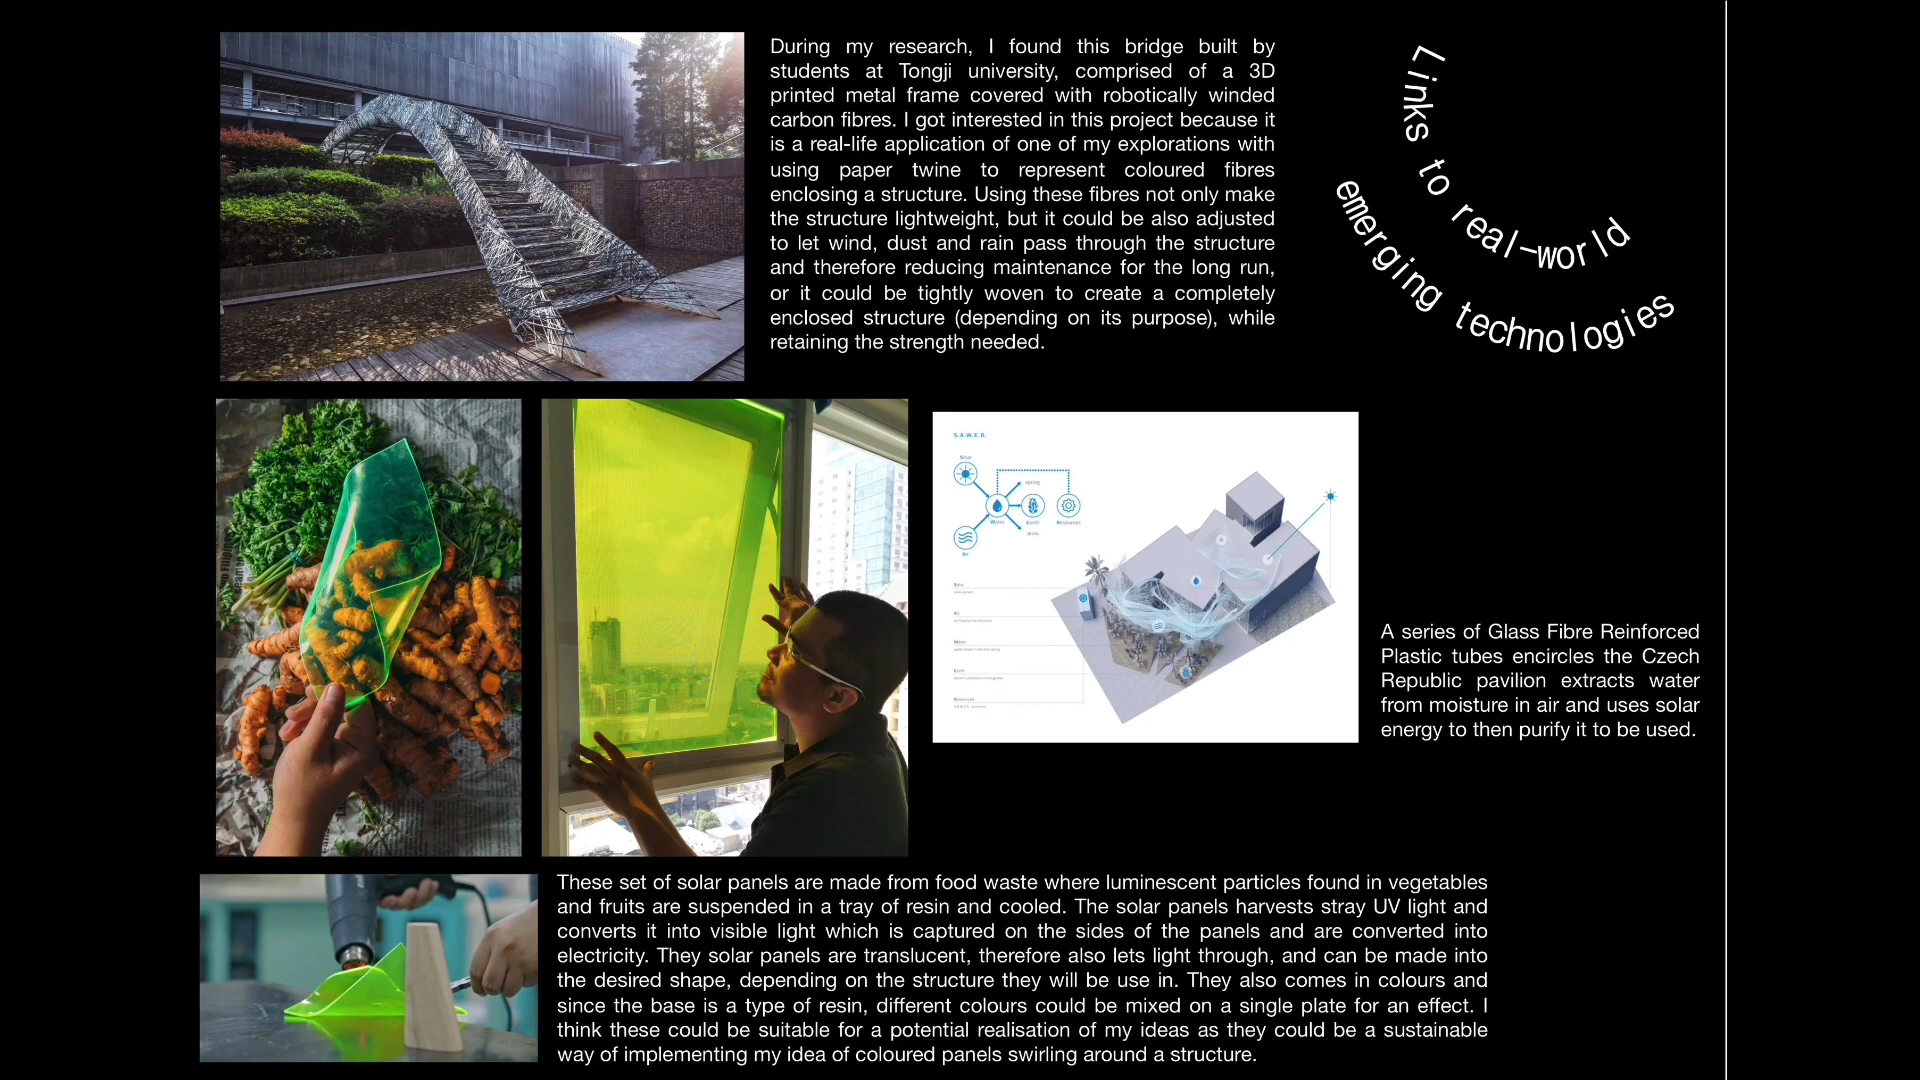 During my research, I found this bridge built by
students at Tongji university, comprised of a 3D
printed metal frame covered with robotically winded
carbon fibres. I got interested in this project because it
is a real-life application of one of my explorations with
using paper twine to represent coloured fibres
enclosing a structure. Using these fibres not only make
the structure lightweight, but it could be also adjusted
to let wind, dust and rain pass through the structure
and therefore reducing maintenance for the long run,
or it could be tightly woven to create a completely
enclosed structure (depending on its purpose), while
retaining the strength needed.
Links to real-world
emerging technologies
S.A.W.E.R.
Solar
spring
Water
Earth
Resources
drink
Air
Solar
Air
Water
Earth
Resources
A series of Glass Fibre Reinforced
Plastic tubes encircles the Czech
Republic pavilion extracts water
from moisture in air and uses solar
energy to then purify it to be used.
These set of solar panels are made from food waste where luminescent particles found in vegetables
and fruits are suspended in a tray of resin and cooled. The solar panels harvests stray UV light and
converts it into visible light which is captured on the sides of the panels and are converted into
electricity. They solar panels are translucent, therefore also lets light through, and can be made into
the desired shape, depending on the structure they will be use in. They also comes in colours and
since the base is a type of resin, different colours could be mixed on a single plate for an effect. I
think these could be suitable for a potential realisation of my ideas as they could be a sustainable
way of implementing my idea of coloured panels swirling around a structure.